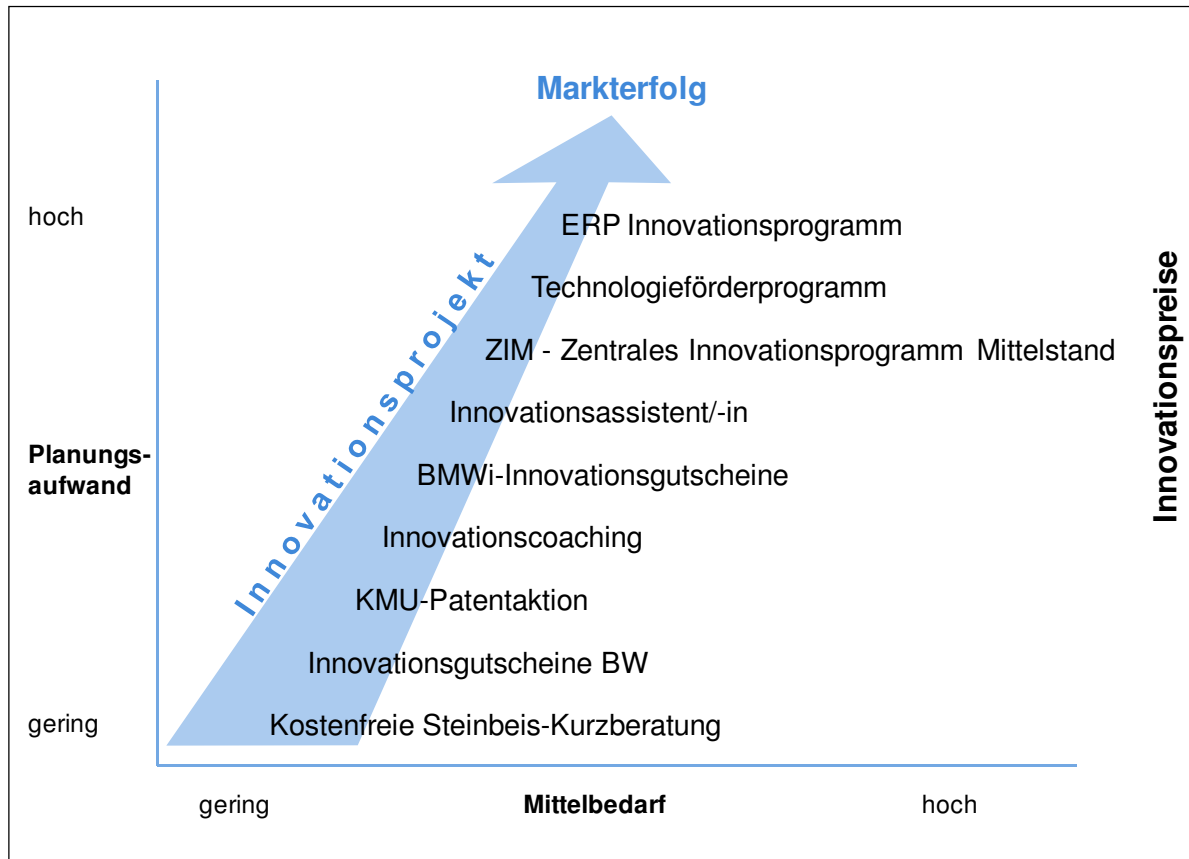 Markterfolg
hoch
ERP Innovationsprogramm
Technologieförderprogramm
ZIM - Zentrales Innovationsprogramm Mittelstand
Innovationsassistent/-in
Planungs-
aufwand
BMWi-Innovationsgutscheine
Innovationscoaching
KMU-Patentaktion
Innovationsgutscheine BW
gering
Kostenfreie Steinbeis-Kurzberatung
Innovationsprojekt
Innovationspreise
gering
Mittelbedarf
hoch